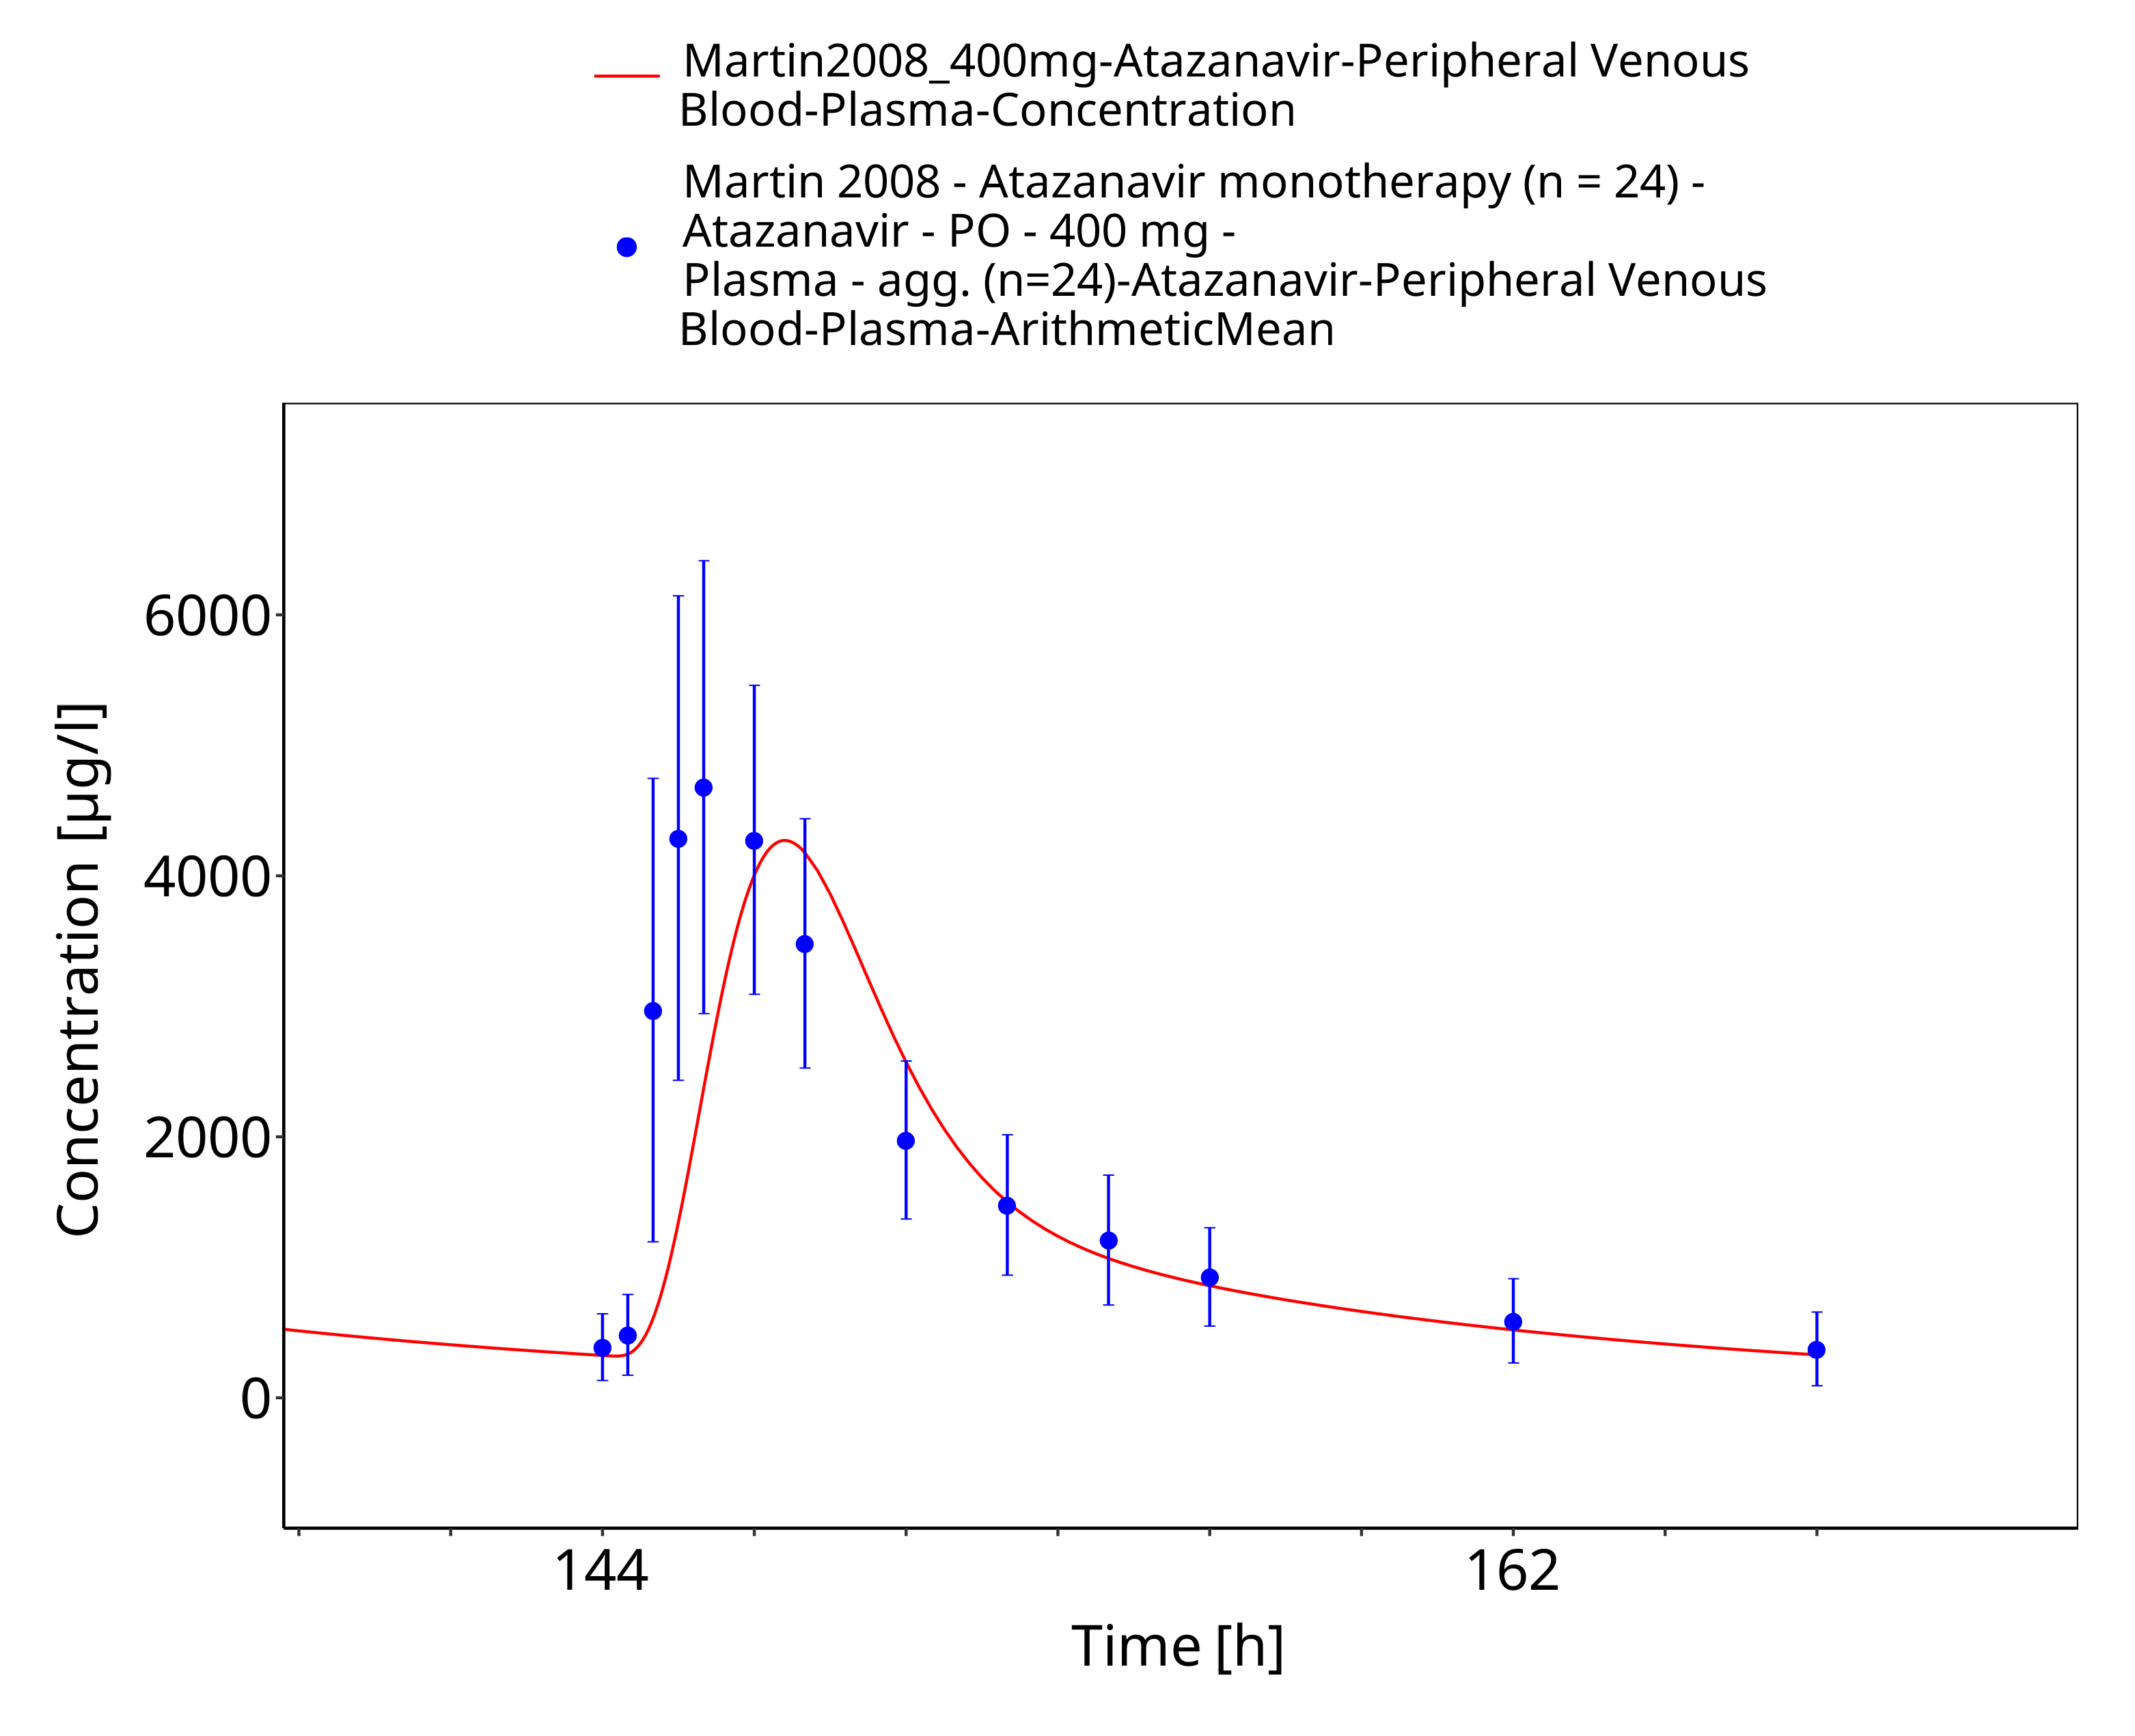 Martin2008_400mg-Atazanavir-Peripheral Venous
Blood-Plasma-Concentration
Martin 2008 - Atazanavir monotherapy (n = 24) -
Atazanavir - PO - 400 mg -
Plasma - agg. (n=24)-Atazanavir-Peripheral Venous
Blood-Plasma-ArithmeticMean
6000
4000
2000
0
Concentration [µg/l]
144 162
Time [h]